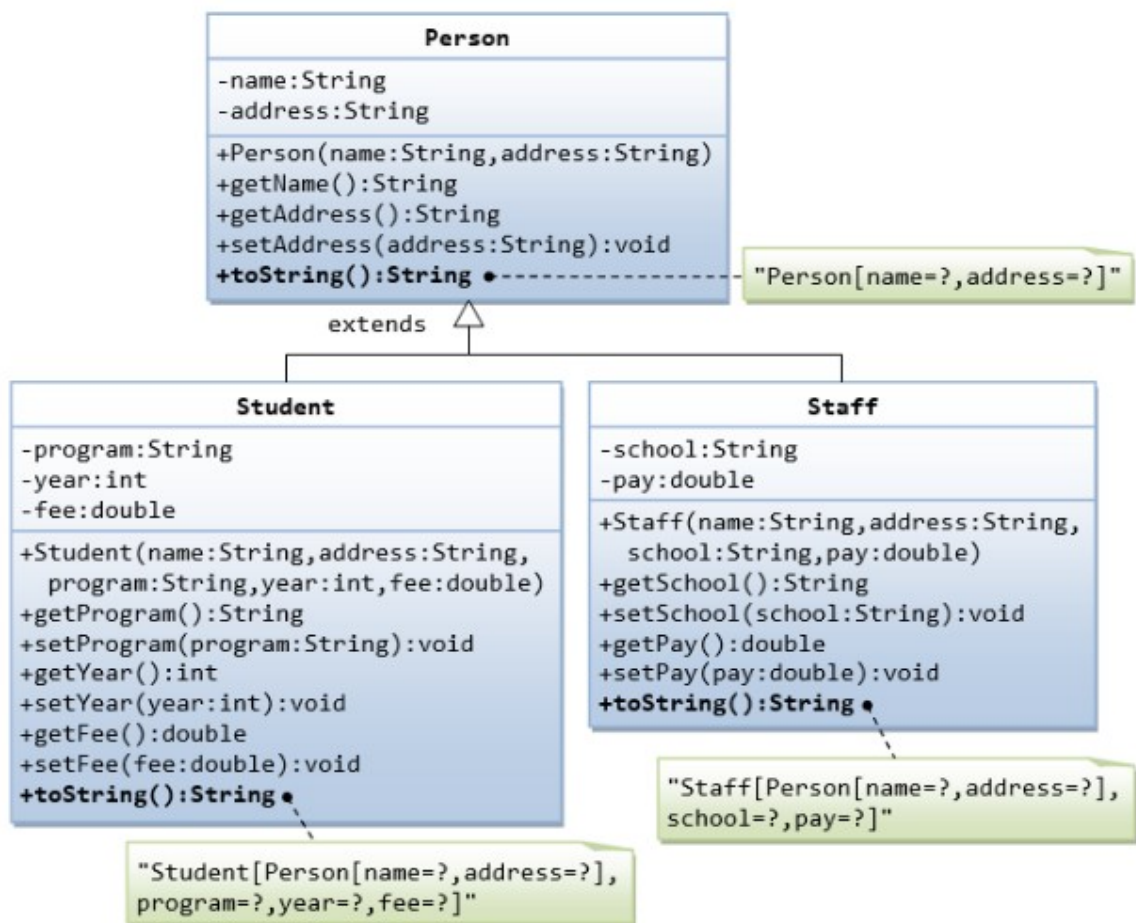 Person
-name:String
-address:String
+Person(name:String,address:String)
+getName():String
+getAddress():String
+setAddress(address:String):void
+toString():String
"Person[name=?,address=?]"
extends
Student
-program:String
-year:int
-fee:double
+Student(name:String,address:String,
program:String,year:int,fee:double)
+getProgram():String
+setProgram(program:String):void
+getYear():int
+setYear(year:int):void
+getFee():double
+setFee(fee:double):void
+toString():String
"Student[Person[name=?,address=?],
program=?,year=?,fee=?]"
Staff
-school:String
-pay:double
+Staff(name:String,address:String,
school:String,pay:double)
+getSchool():String
+setSchool(school:String):void
+getPay():double
+setPay(pay:double):void
+toString():String
"Staff[Person[name=?,address=?],
school=?,pay=?]"